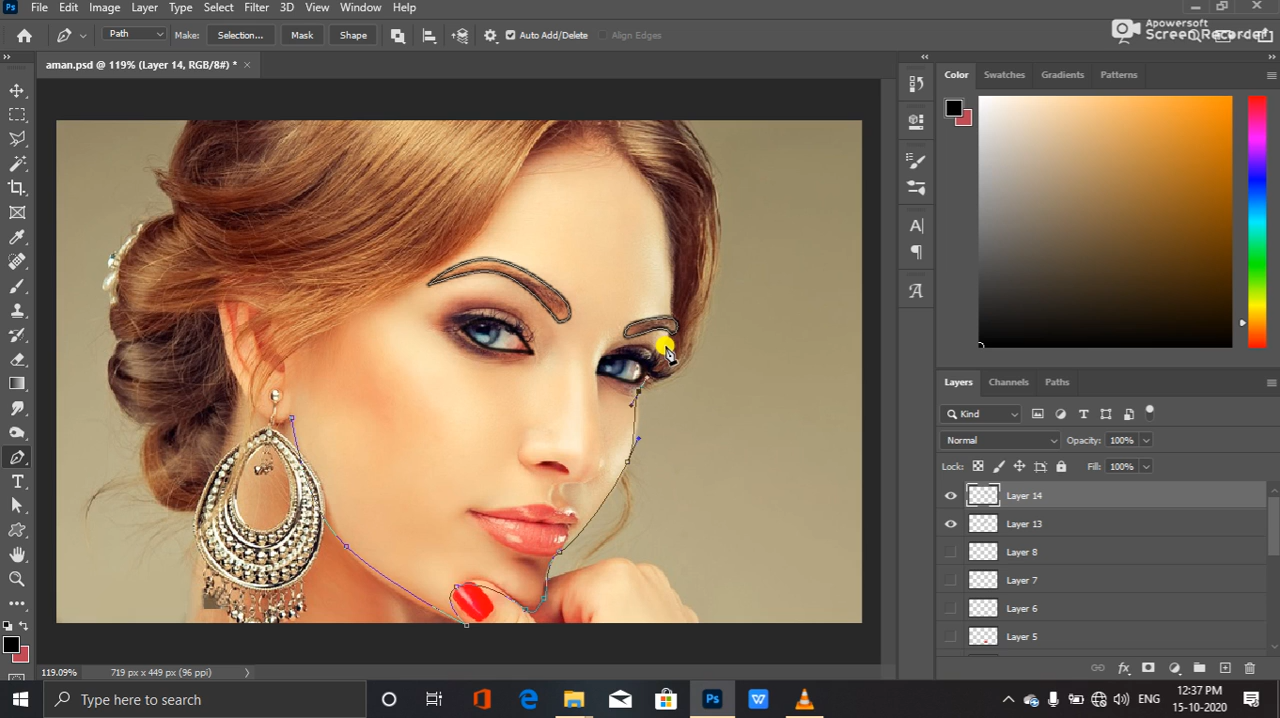 Ps File Edit Image Layer Type Select Filter 3D View Window Help
Apowersoft
Screen Recorder
Path Make: Selection... Mask Shape Auto Add/Delete Align Edges
aman.psd @ 119% (Layer 14, RGB/8#) * ×
Color Swatches Gradients Patterns
Layers Channels Paths
Kind
Normal Opacity: 100%
Lock: Fill: 100%
Layer 14
Layer 13
Layer 8
Layer 7
Layer 6
Layer 5
119.09% 719 px x 449 px (96 ppi)
Type here to search
Ps
ENG
12:37 PM
15-10-2020